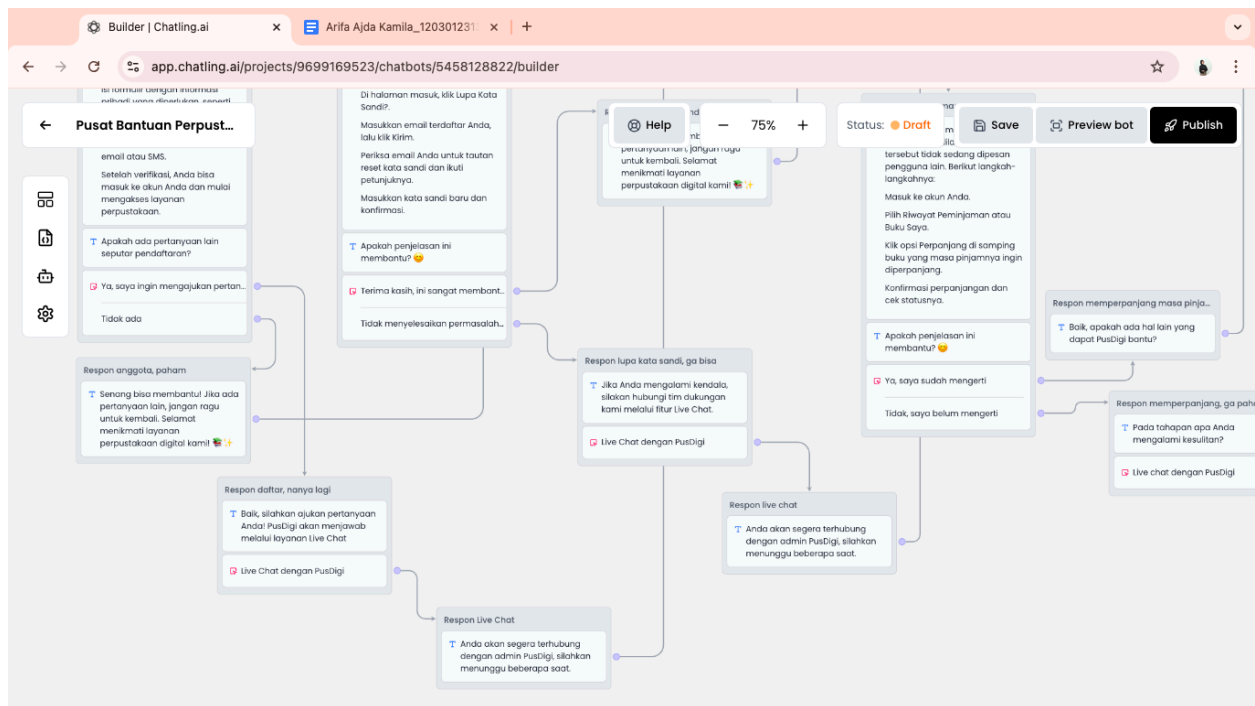 Builder | Chatling.ai
Arifa Ajda Kamila_120301231
app.chatling.ai/projects/9699169523/chatbots/5458128822/builder
Pusat Bantuan Perpust...
Help
75%
Status: Draft
Save
Preview bot
Publish
isi formulir dengan informasi
pribadi yang diperlukan, seperti
email atau SMS.
Setelah verifikasi, Anda bisa
masuk ke akun Anda dan mulai
mengakses layanan
perpustakaan.
Apakah ada pertanyaan lain
seputar pendaftaran?
Ya, saya ingin mengajukan pertan...
Tidak ada
Respon anggota, paham
Senang bisa membantu! Jika ada
pertanyaan lain, jangan ragu
untuk kembali. Selamat
menikmati layanan
perpustakaan digital kami! 📚✨
Respon daftar, nanya lagi
Baik, silahkan ajukan pertanyaan
Anda! PusDigi akan menjawab
melalui layanan Live Chat
Live Chat dengan PusDigi
Respon Live Chat
Anda akan segera terhubung
dengan admin PusDigi, silahkan
menunggu beberapa saat.
Di halaman masuk, klik Lupa Kata
Sandi?.
Masukkan email terdaftar Anda,
lalu klik Kirim.
Periksa email Anda untuk tautan
reset kata sandi dan ikuti
petunjuknya.
Masukkan kata sandi baru dan
konfirmasi.
Apakah penjelasan ini
membantu? 😊
Terima kasih, ini sangat membant...
Tidak menyelesaikan permasalah...
pertanyaan lain, jangan ragu
untuk kembali. Selamat
menikmati layanan
perpustakaan digital kami! 📚✨
Respon lupa kata sandi, ga bisa
Jika Anda mengalami kendala,
silakan hubungi tim dukungan
kami melalui fitur Live Chat.
Live Chat dengan PusDigi
Respon live chat
Anda akan segera terhubung
dengan admin PusDigi, silahkan
menunggu beberapa saat.
tersebut tidak sedang dipesan
pengguna lain. Berikut langkah-
langkahnya:
Masuk ke akun Anda.
Pilih Riwayat Peminjaman atau
Buku Saya.
Klik opsi Perpanjang di samping
buku yang masa pinjamnya ingin
diperpanjang.
Konfirmasi perpanjangan dan
cek statusnya.
Apakah penjelasan ini
membantu? 😊
Ya, saya sudah mengerti
Tidak, saya belum mengerti
Respon memperpanjang masa pinja...
Baik, apakah ada hal lain yang
dapat PusDigi bantu?
Respon memperpanjang, ga pah
Pada tahapan apa Anda
mengalami kesulitan?
Live chat dengan PusDigi